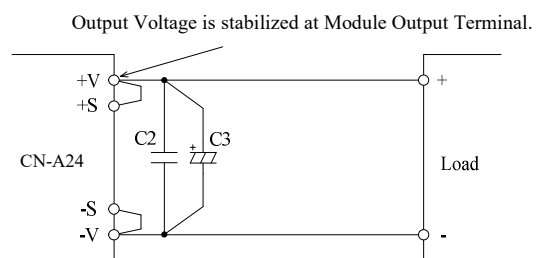 Output Voltage is stabilized at Module Output Terminal.
+V
+
+S
C2
+
C3
CN-A24
Load
-S
-V
-